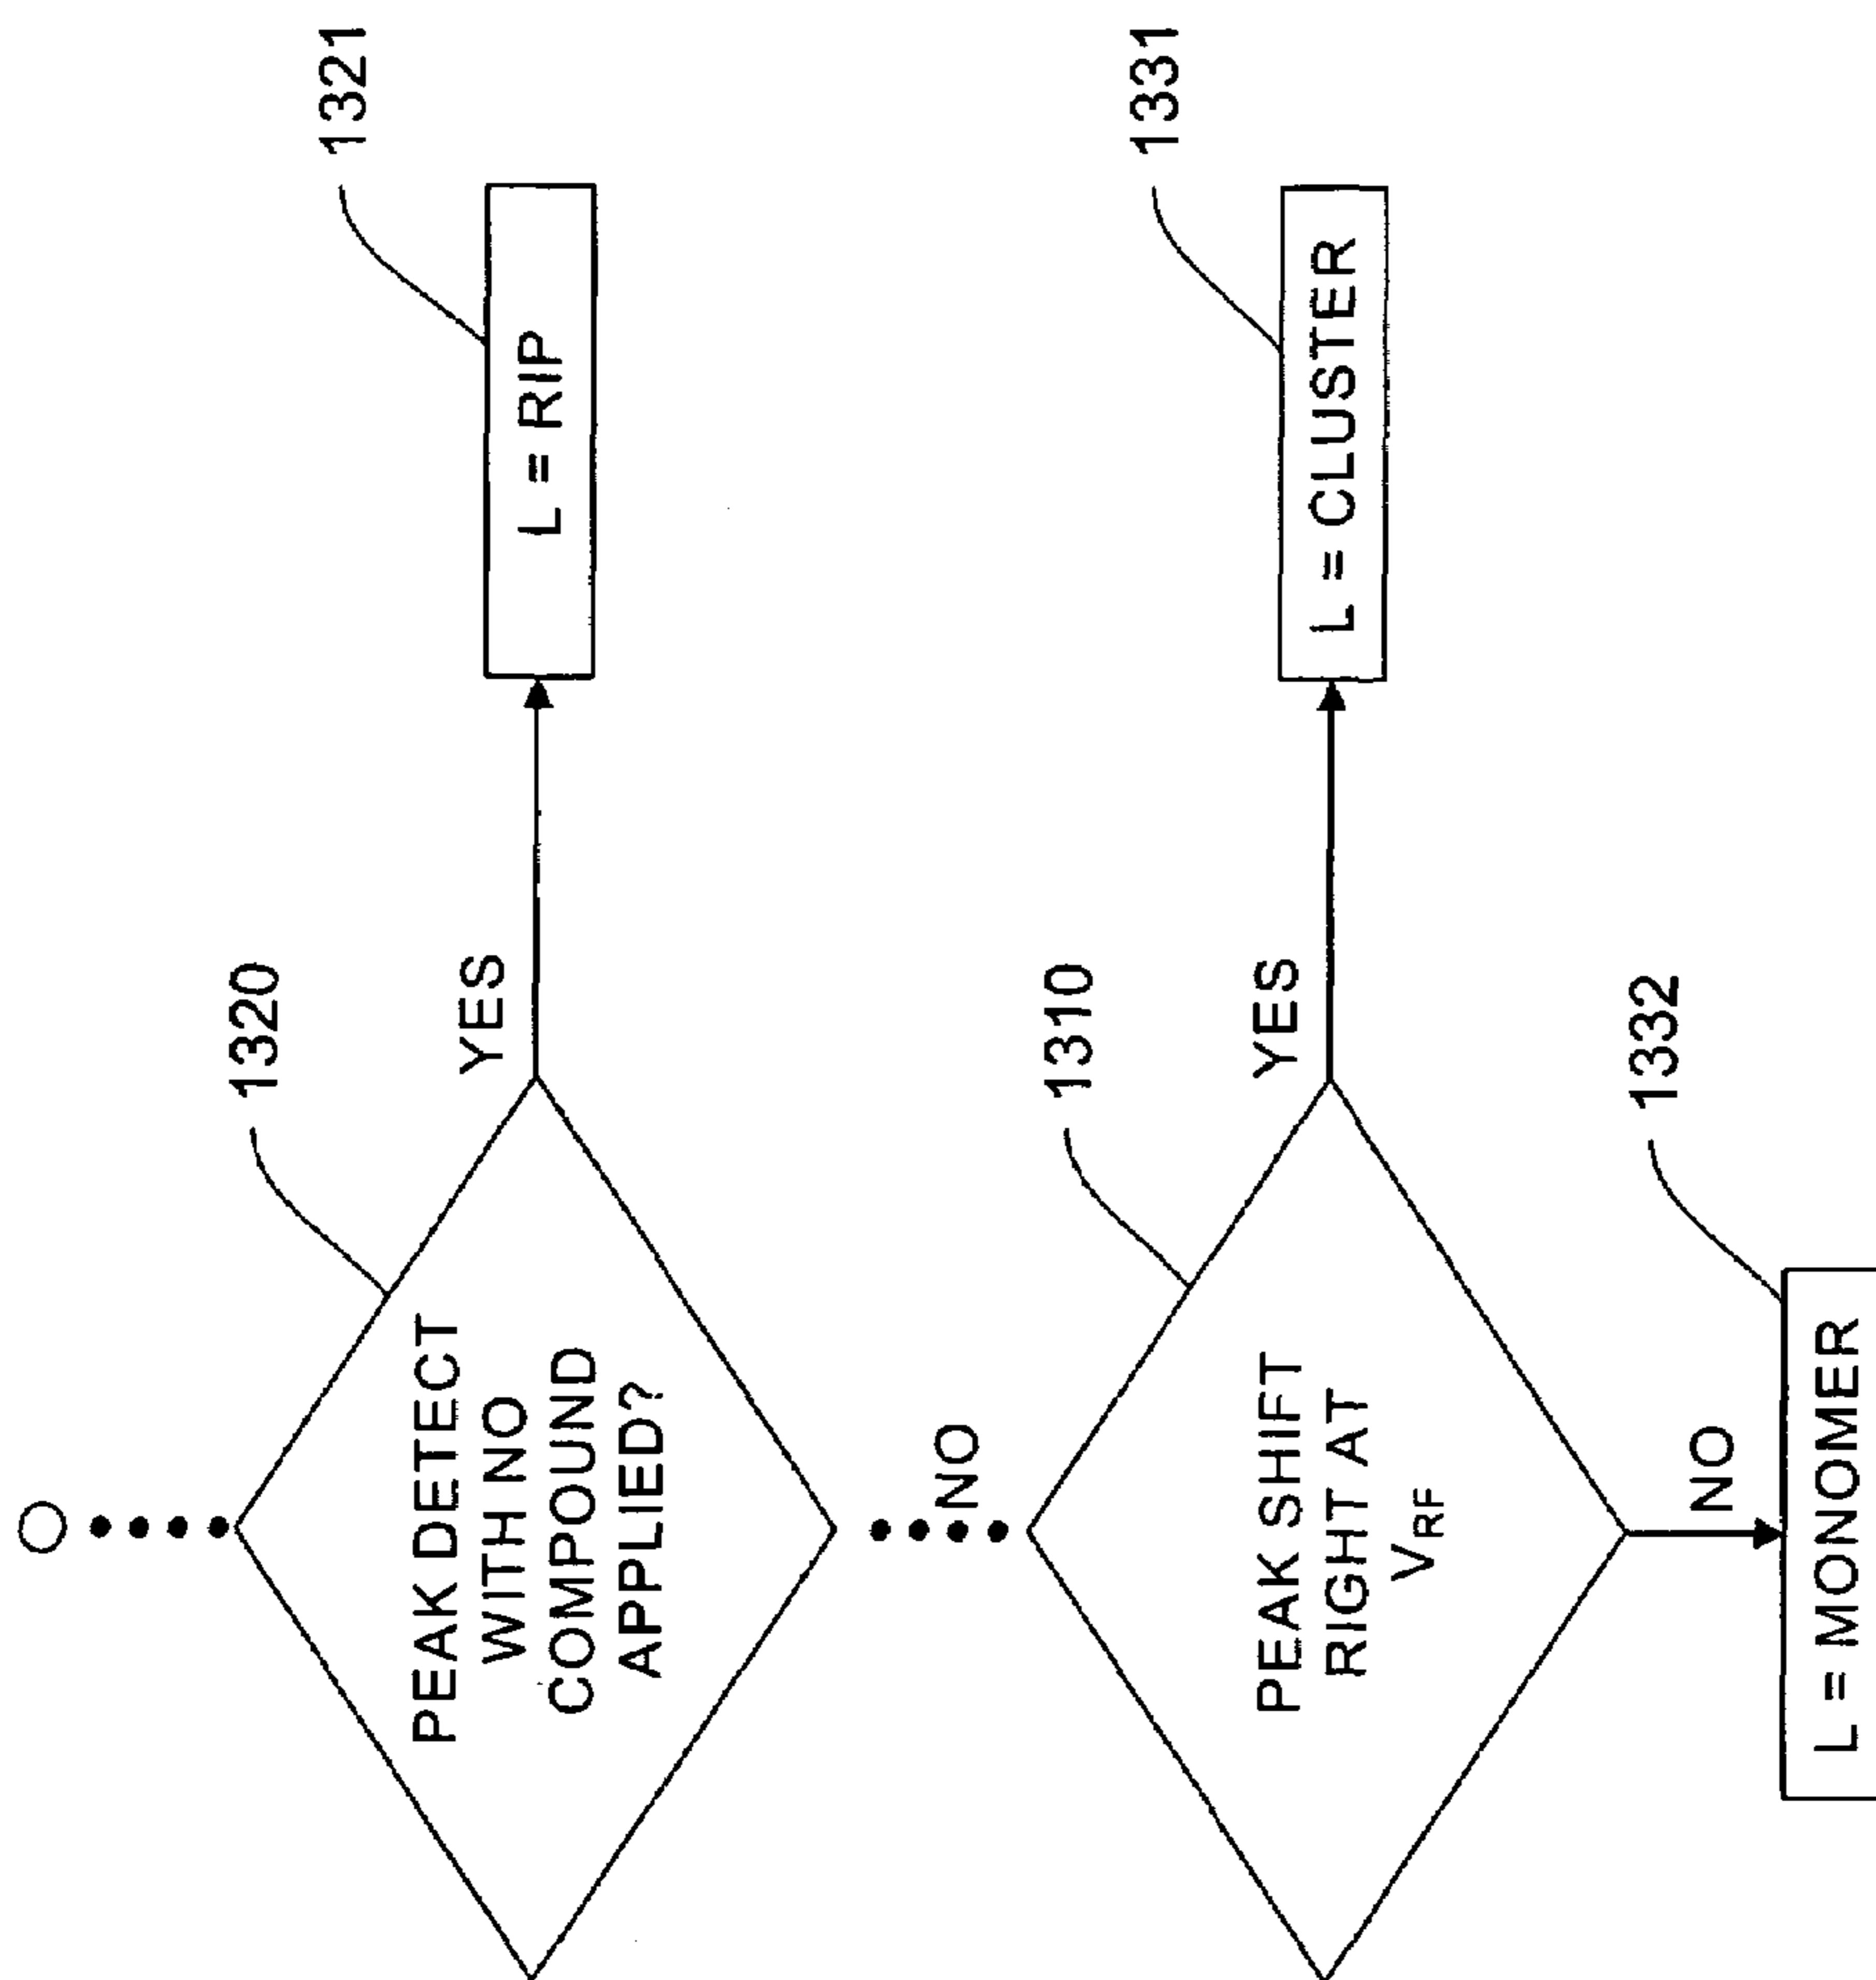 1320
PEAK DETECT
WITH NO
COMPOUND
APPLIED?
YES
1321
L = RIP
NO
1310
PEAK SHIFT
RIGHT AT
VRF
YES
1331
L = CLUSTER
NO
1332
L = MONOMER